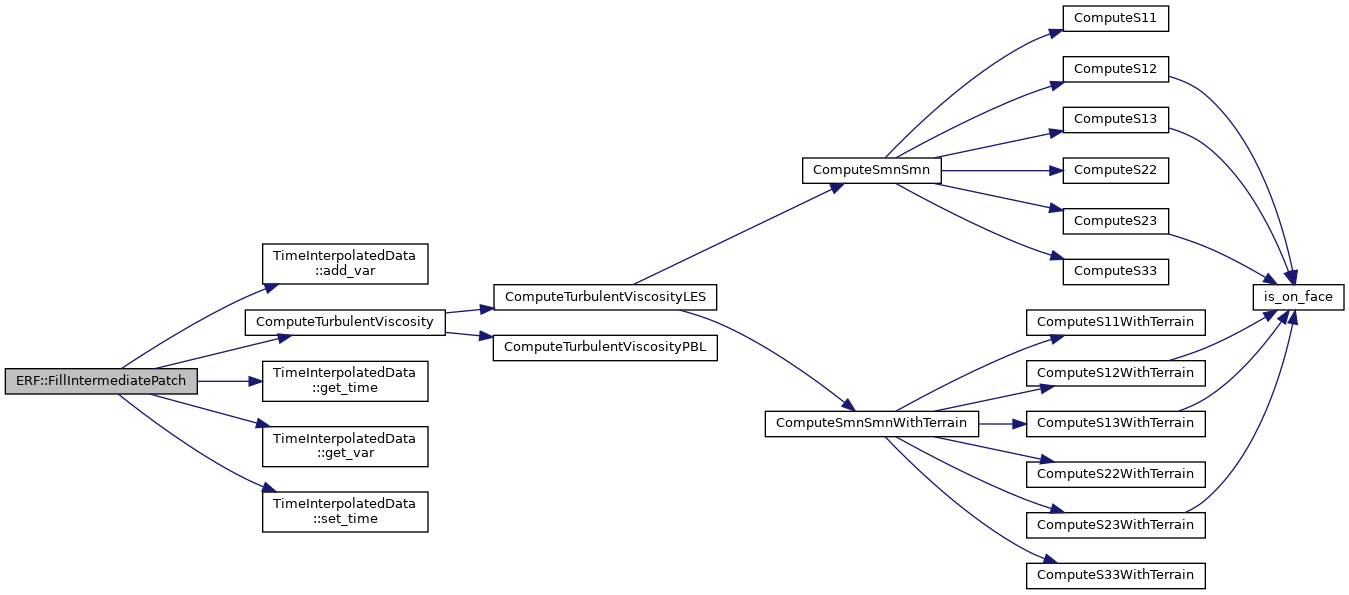 ERF::FillIntermediatePatch
TimeInterpolatedData
::add_var
ComputeTurbulentViscosity
TimeInterpolatedData
::get_time
TimeInterpolatedData
::get_var
TimeInterpolatedData
::set_time
ComputeTurbulentViscosityLES
ComputeTurbulentViscosityPBL
ComputeSmnSmn
ComputeSmnSmnWithTerrain
ComputeS11
ComputeS12
ComputeS13
ComputeS22
ComputeS23
ComputeS33
ComputeS11WithTerrain
ComputeS12WithTerrain
ComputeS13WithTerrain
ComputeS22WithTerrain
ComputeS23WithTerrain
ComputeS33WithTerrain
is_on_face